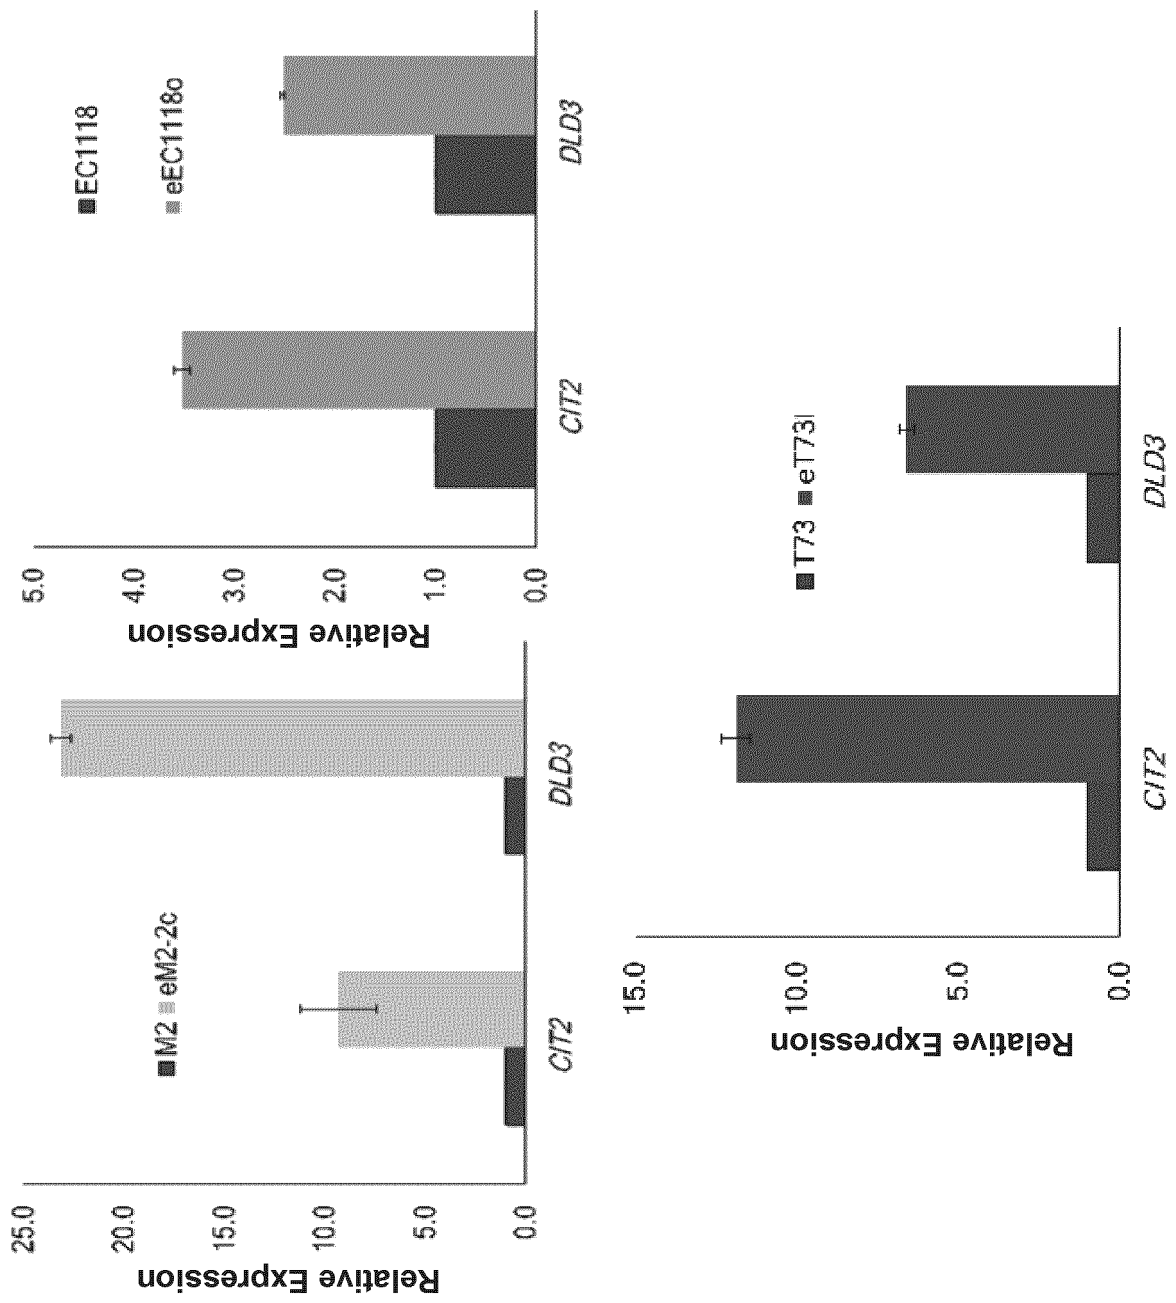 25.0
20.0
15.0
10.0
5.0
0.0
Relative Expression
M2 eM2-2c
CIT2 DLD3
5.0
4.0
3.0
2.0
1.0
0.0
Relative Expression
EC1118
eEC1118o
CIT2 DLD3
15.0
10.0
5.0
0.0
Relative Expression
T73 eT73l
CIT2 DLD3